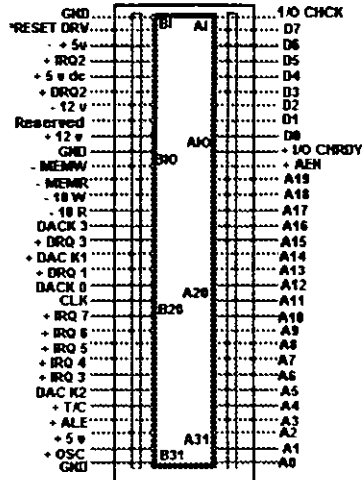 GND B1 A1 1/O CHCK
*RESET DRV D7
- + 5v D6
+ IRQ2 D5
+ 5 v dc D4
+ DRQ2 D3
- 12 v D2
Reserved D1
+ 12 v A10 D0
GND B10 + I/O CHRDY
- MEMW + AEN
- MEMR A19
- 10 W A18
- 10 R A17
DACK 3 A16
+ DRQ 3 A15
+ DAC K1 A14
+ DRQ 1 A13
DACK 0 A20 A12
CLK B20 A11
+ IRQ 7 A10
+ IRQ 6 A9
+ IRQ 5 A8
+ IRQ 4 A7
+ IRQ 3 A6
DAC K2 A5
+ T/C A4
+ ALE A3
+ 5 v A31 A2
+ OSC B31 A1
GND A0